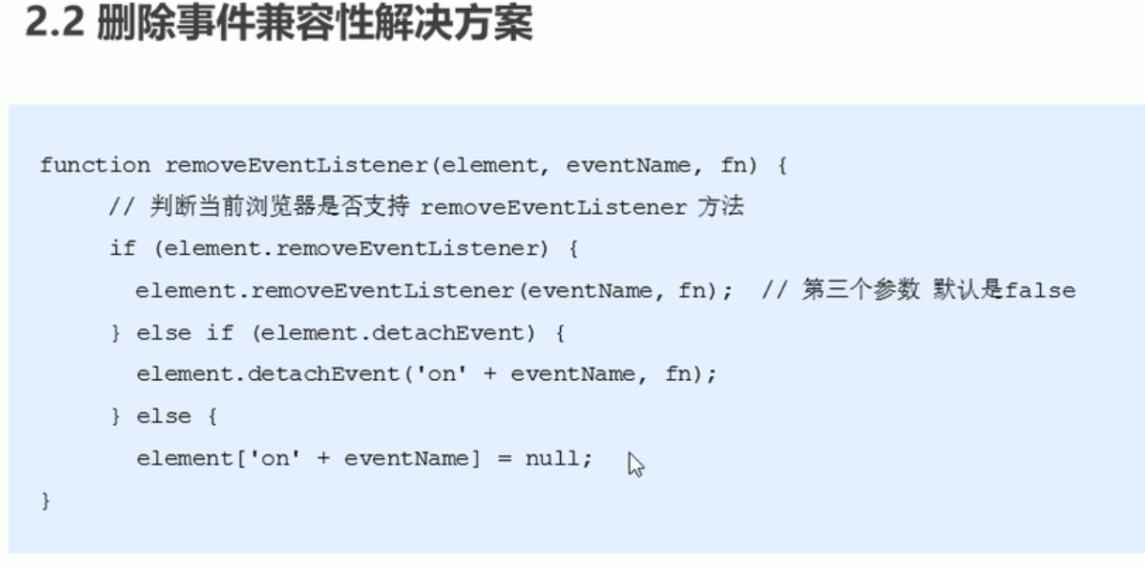 2.2 删除事件兼容性解决方案
function removeEventListener(element, eventName, fn) {
// 判断当前浏览器是否支持 removeEventListener 方法
if (element.removeEventListener) {
element.removeEventListener(eventName, fn); // 第三个参数 默认是false
} else if (element.detachEvent) {
element.detachEvent('on' + eventName, fn);
} else {
element['on' + eventName] = null;
}